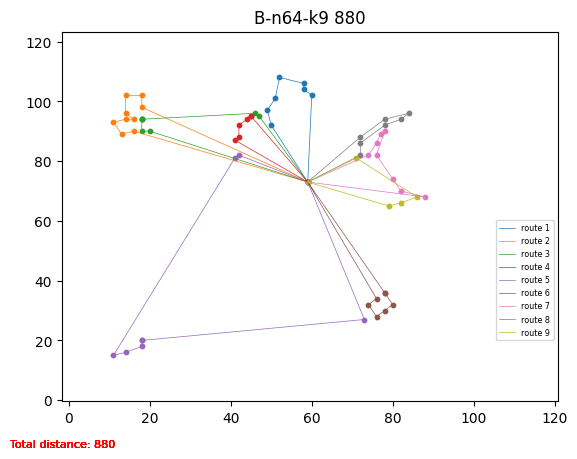 B-n64-k9 880
120
100
80
60
40
20
0
route 1
route 2
route 3
route 4
route 5
route 6
route 7
route 8
route 9
0 20 40 60 80 100 120
Total distance: 880